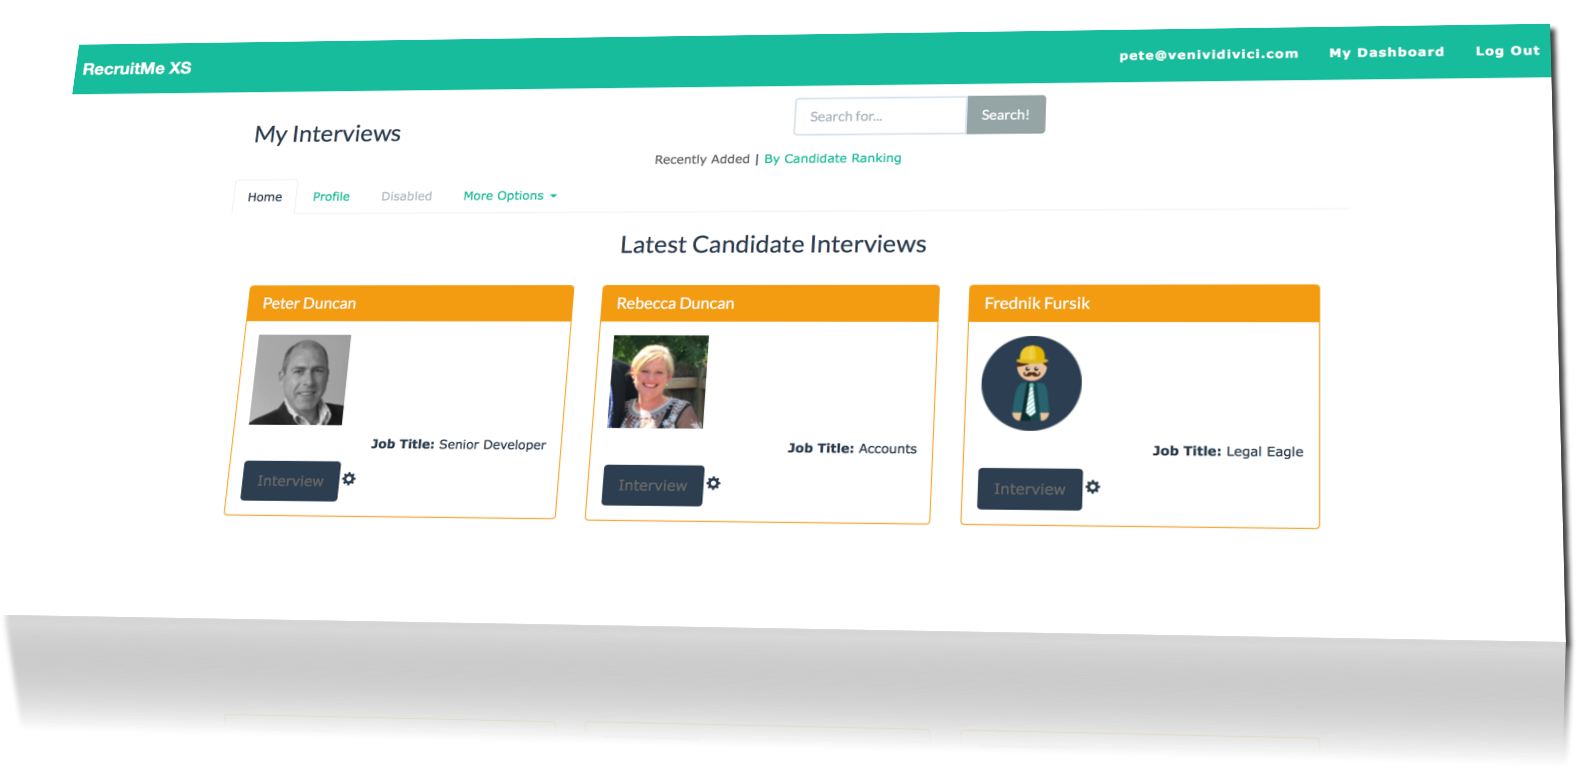 RecruitMe XS
pete@venividivici.com My Dashboard Log Out
Search for... Search!
My Interviews
Recently Added | By Candidate Ranking
Home Profile Disabled More Options
Latest Candidate Interviews
Peter Duncan
Job Title: Senior Developer
Interview
Rebecca Duncan
Job Title: Accounts
Interview
Frednik Fursik
Job Title: Legal Eagle
Interview